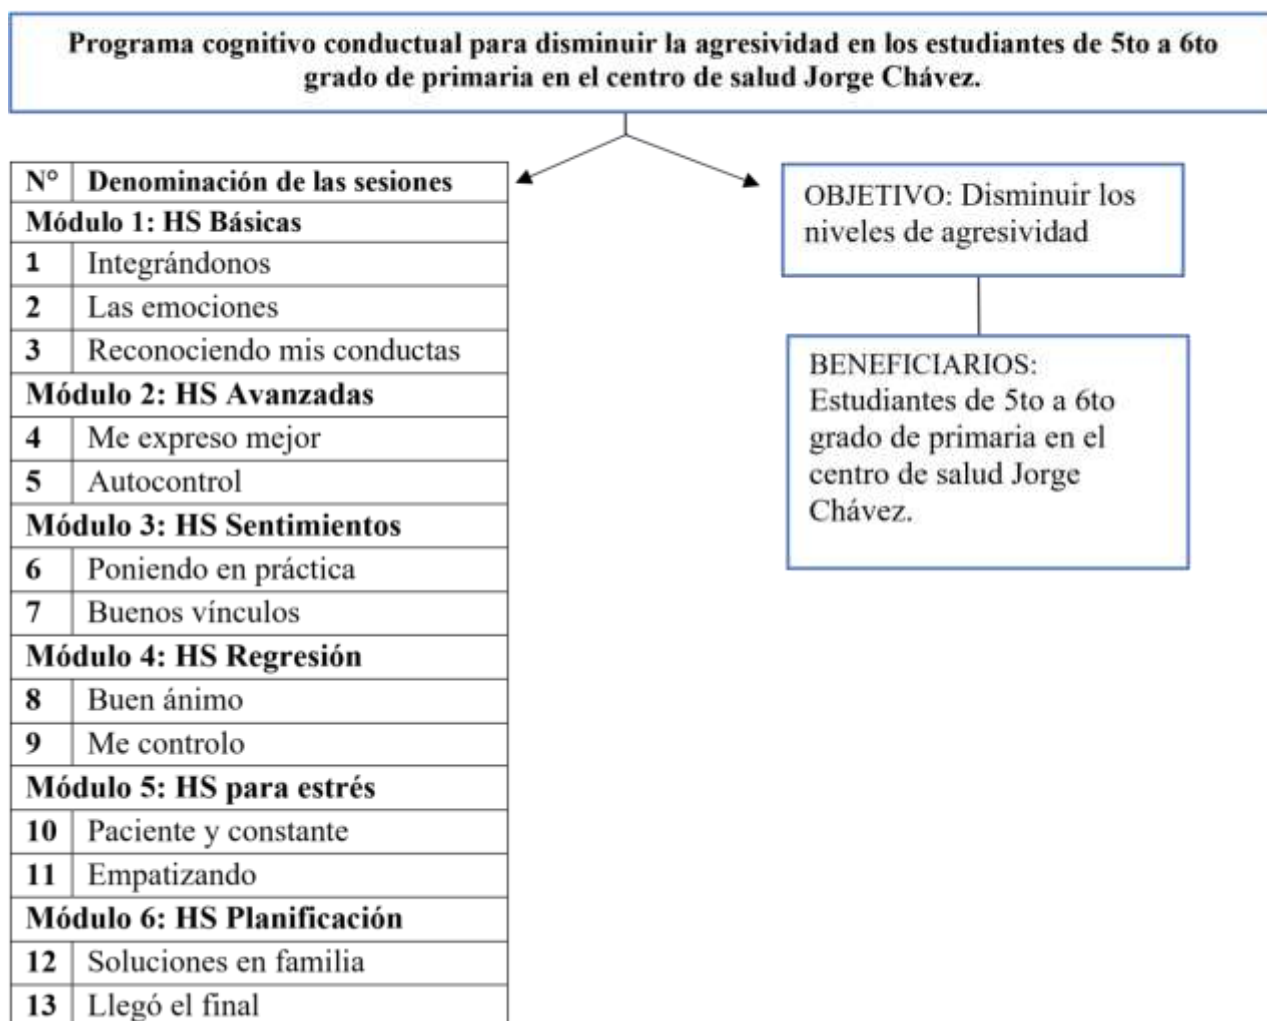 Programa cognitivo conductual para disminuir la agresividad en los estudiantes de 5to a 6to
grado de primaria en el centro de salud Jorge Chávez.
N° Denominación de las sesiones
Módulo 1: HS Básicas
1 Integrándonos
2 Las emociones
3 Reconociendo mis conductas
Módulo 2: HS Avanzadas
4 Me expreso mejor
5 Autocontrol
Módulo 3: HS Sentimientos
6 Poniendo en práctica
7 Buenos vínculos
Módulo 4: HS Regresión
8 Buen ánimo
9 Me controlo
Módulo 5: HS para estrés
10 Paciente y constante
11 Empatizando
Módulo 6: HS Planificación
12 Soluciones en familia
13 Llegó el final
OBJETIVO: Disminuir los
niveles de agresividad
BENEFICIARIOS:
Estudiantes de 5to a 6to
grado de primaria en el
centro de salud Jorge
Chávez.